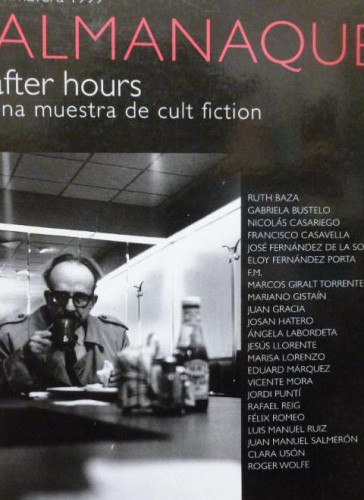 ALMANAQUE
after hours
una muestra de cult fiction
RUTH BAZA
GABRIELA BUSTELO
NICOLÁS CASARIEGO
FRANCISCO CASAVELLA
JOSÉ FERNÁNDEZ DE LA SO
ELOY FERNÁNDEZ PORTA
F.M.
MARCOS GIRALT TORRENTE
MARIANO GISTAÍN
JUAN GRACIA
JOSAN HATERO
ÁNGELA LABORDETA
JESÚS LLORENTE
MARISA LORENZO
EDUARD MÁRQUEZ
VICENTE MORA
JORDI PUNTÍ
RAFAEL REIG
FÉLIX ROMEO
LUIS MANUEL RUIZ
JUAN MANUEL SALMERÓN
CLARA USÓN
ROGER WOLFE